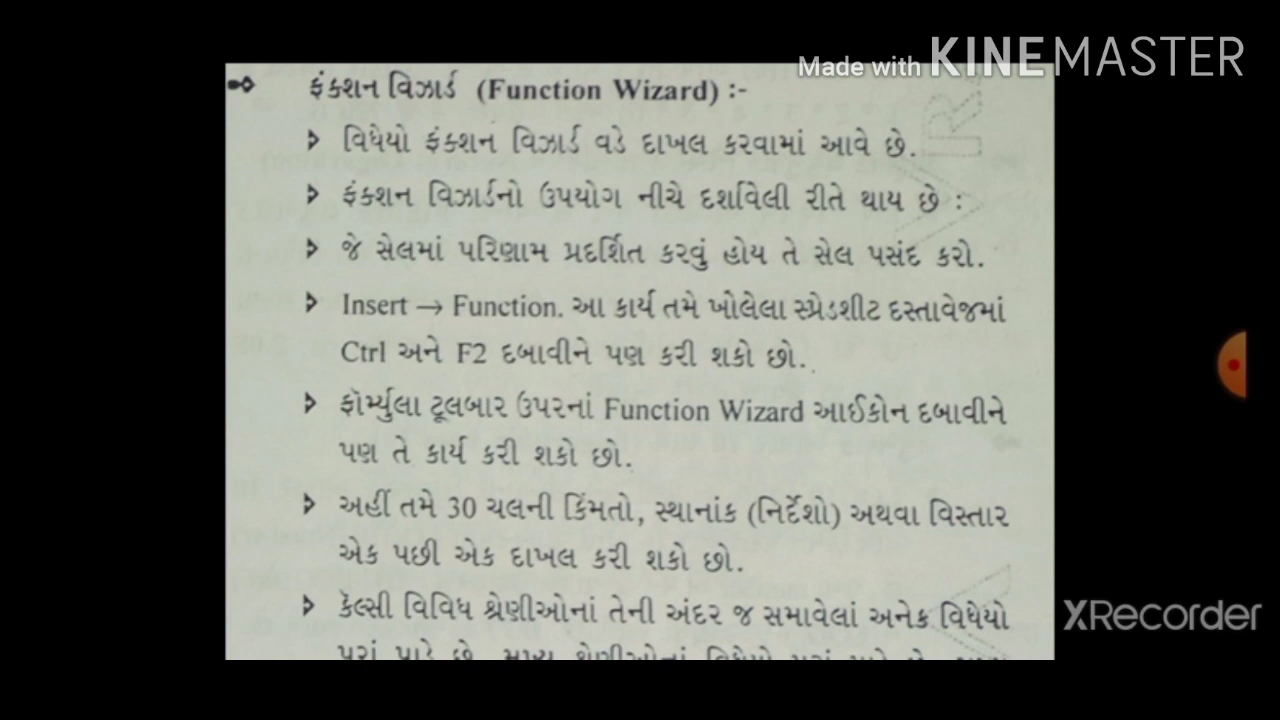 Made with KINEMASTER
ફંક્શન વિઝાર્ડ (Function Wizard) :-
વિધેયો ફંક્શન વિઝાર્ડ વડે દાખલ કરવામાં આવે છે.
ફંક્શન વિઝાર્ડનો ઉપયોગ નીચે દર્શાવેલી રીતે થાય છે :
જે સેલમાં પરિણામ પ્રદર્શિત કરવું હોય તે સેલ પસંદ કરો.
Insert → Function. આ કાર્ય તમે ખોલેલા સ્પ્રેડશીટ દસ્તાવેજમાં
Ctrl અને F2 દબાવીને પણ કરી શકો છો.
ફૉર્મ્યુલા ટૂલબાર ઉપરનાં Function Wizard આઈકોન દબાવીને
પણ તે કાર્ય કરી શકો છો.
અહીં તમે 30 ચલની કિંમતો, સ્થાનાંક (નિર્દેશો) અથવા વિસ્તાર
એક પછી એક દાખલ કરી શકો છો.
કૅલ્સી વિવિધ શ્રેણીઓનાં તેની અંદર જ સમાવેલાં અનેક વિધેયો
XRecorder